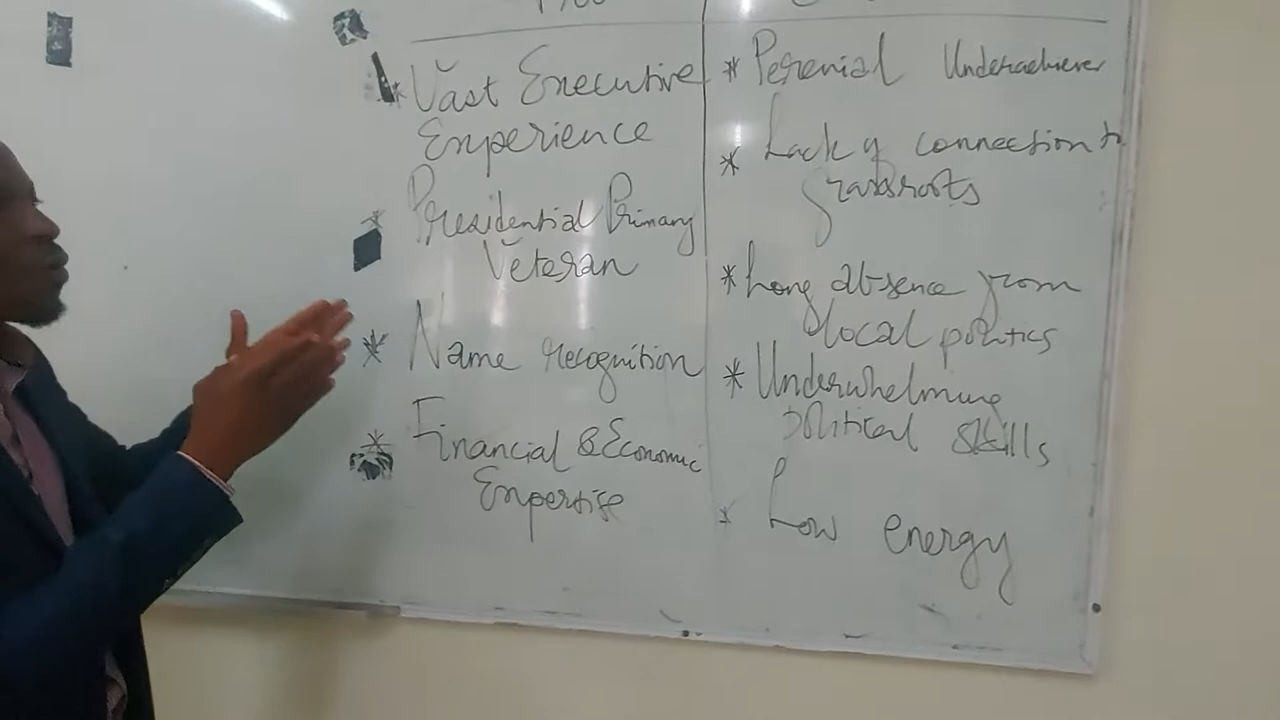 * Vast Executive
Experience
* Presidential Primary
Veteran
* Name recognition
* Financial & Economic
Expertise
* Perenial Underachiever
* Lack of connection to
grassroots
* Long absence from
local politics
* Underwhelming
political skills
* Low energy